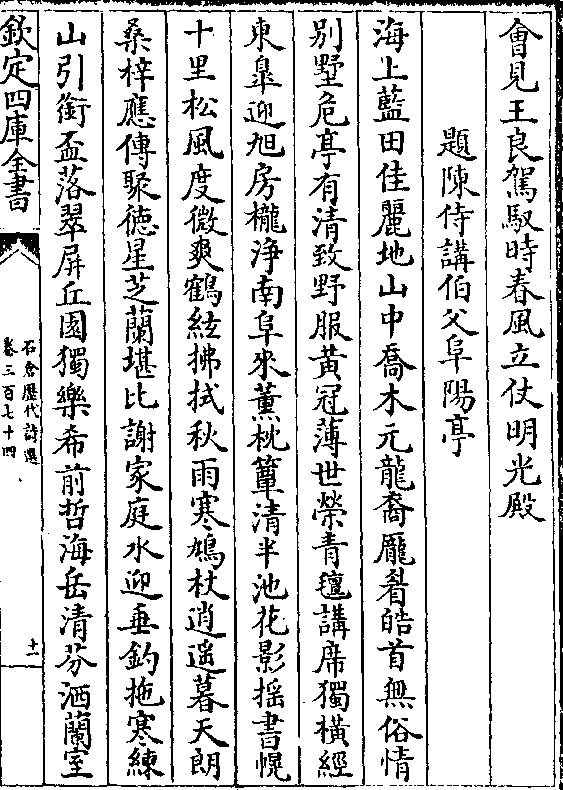 會見王良駕馭時春風立仗明光殿
題陳侍講伯父阜陽亭
海上藍田佳麗地山中喬木元龍裔龎眉皓首無俗情
别墅危亭有清致野服黄冠薄世榮青氊講席獨横經
東臯迎旭房櫳浄南阜來薰枕簟清半池花影揺書幌
十里松風度微爽鶴絃拂拭秋雨寒鳩杖逍遥暮天朗
桑梓應傳聚德星芝蘭堪比謝家庭水迎垂釣拖寒練
山引銜盃落翠屏丘園獨樂希前哲海岳清芬洒蘭室
欽定四庫全書
石倉歴代詩選
卷三百七十四
十一